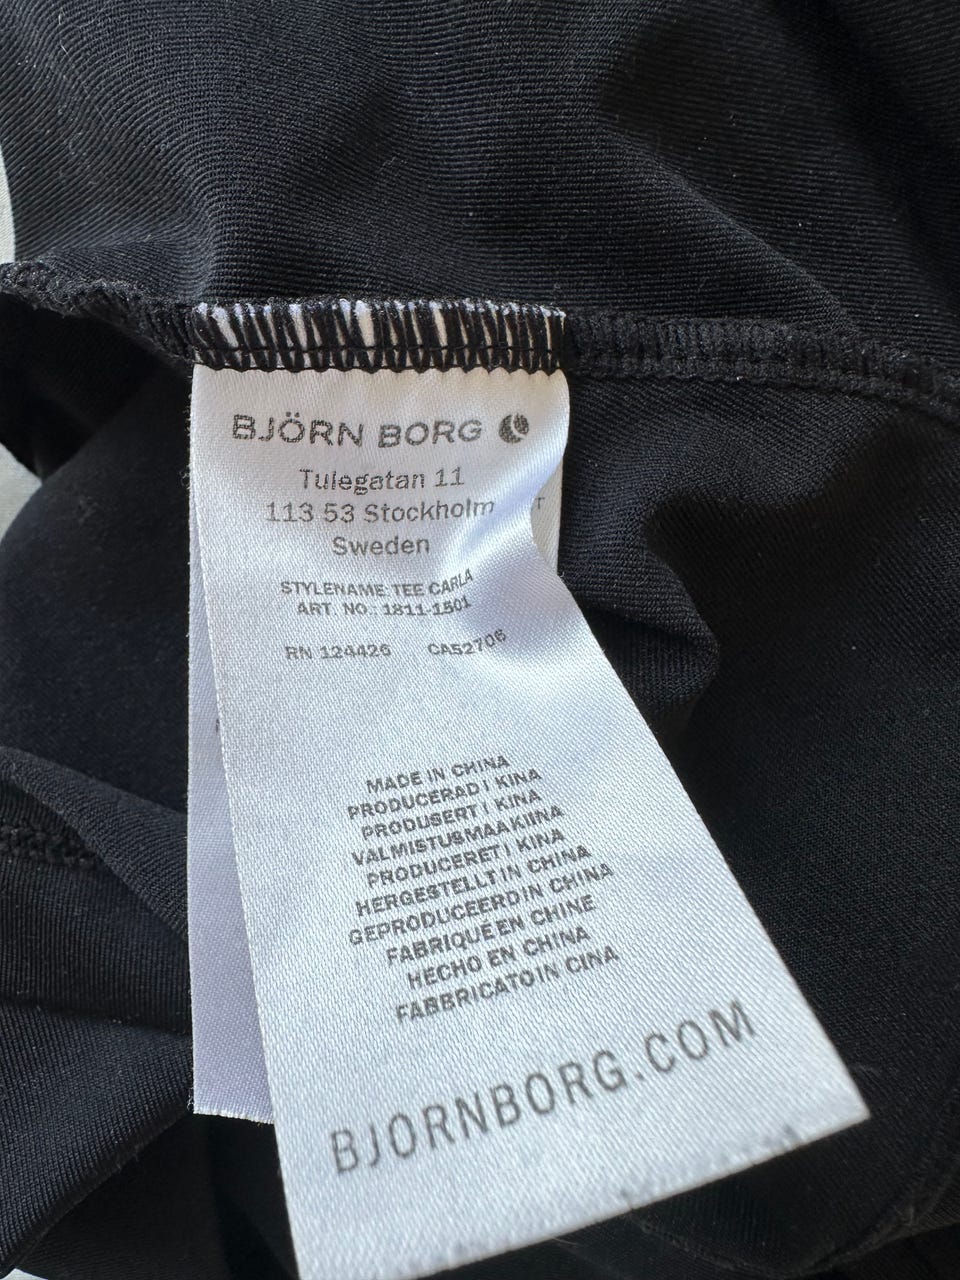 BJÖRN BORG
Tulegatan 11
113 53 Stockholm
Sweden
STYLENAME: TEE CARLA
ART. NO.: 1811-1501
RN 124426 CA52706
MADE IN CHINA
PRODUCERAD I KINA
PRODUSERT I KINA
VALMISTUSMAA KIINA
PRODUCERET I KINA
HERGESTELLT IN CHINA
GEPRODUCEERD IN CHINA
FABRIQUÉ EN CHINE
HECHO EN CHINA
FABBRICATO IN CINA
BJORNBORG.COM